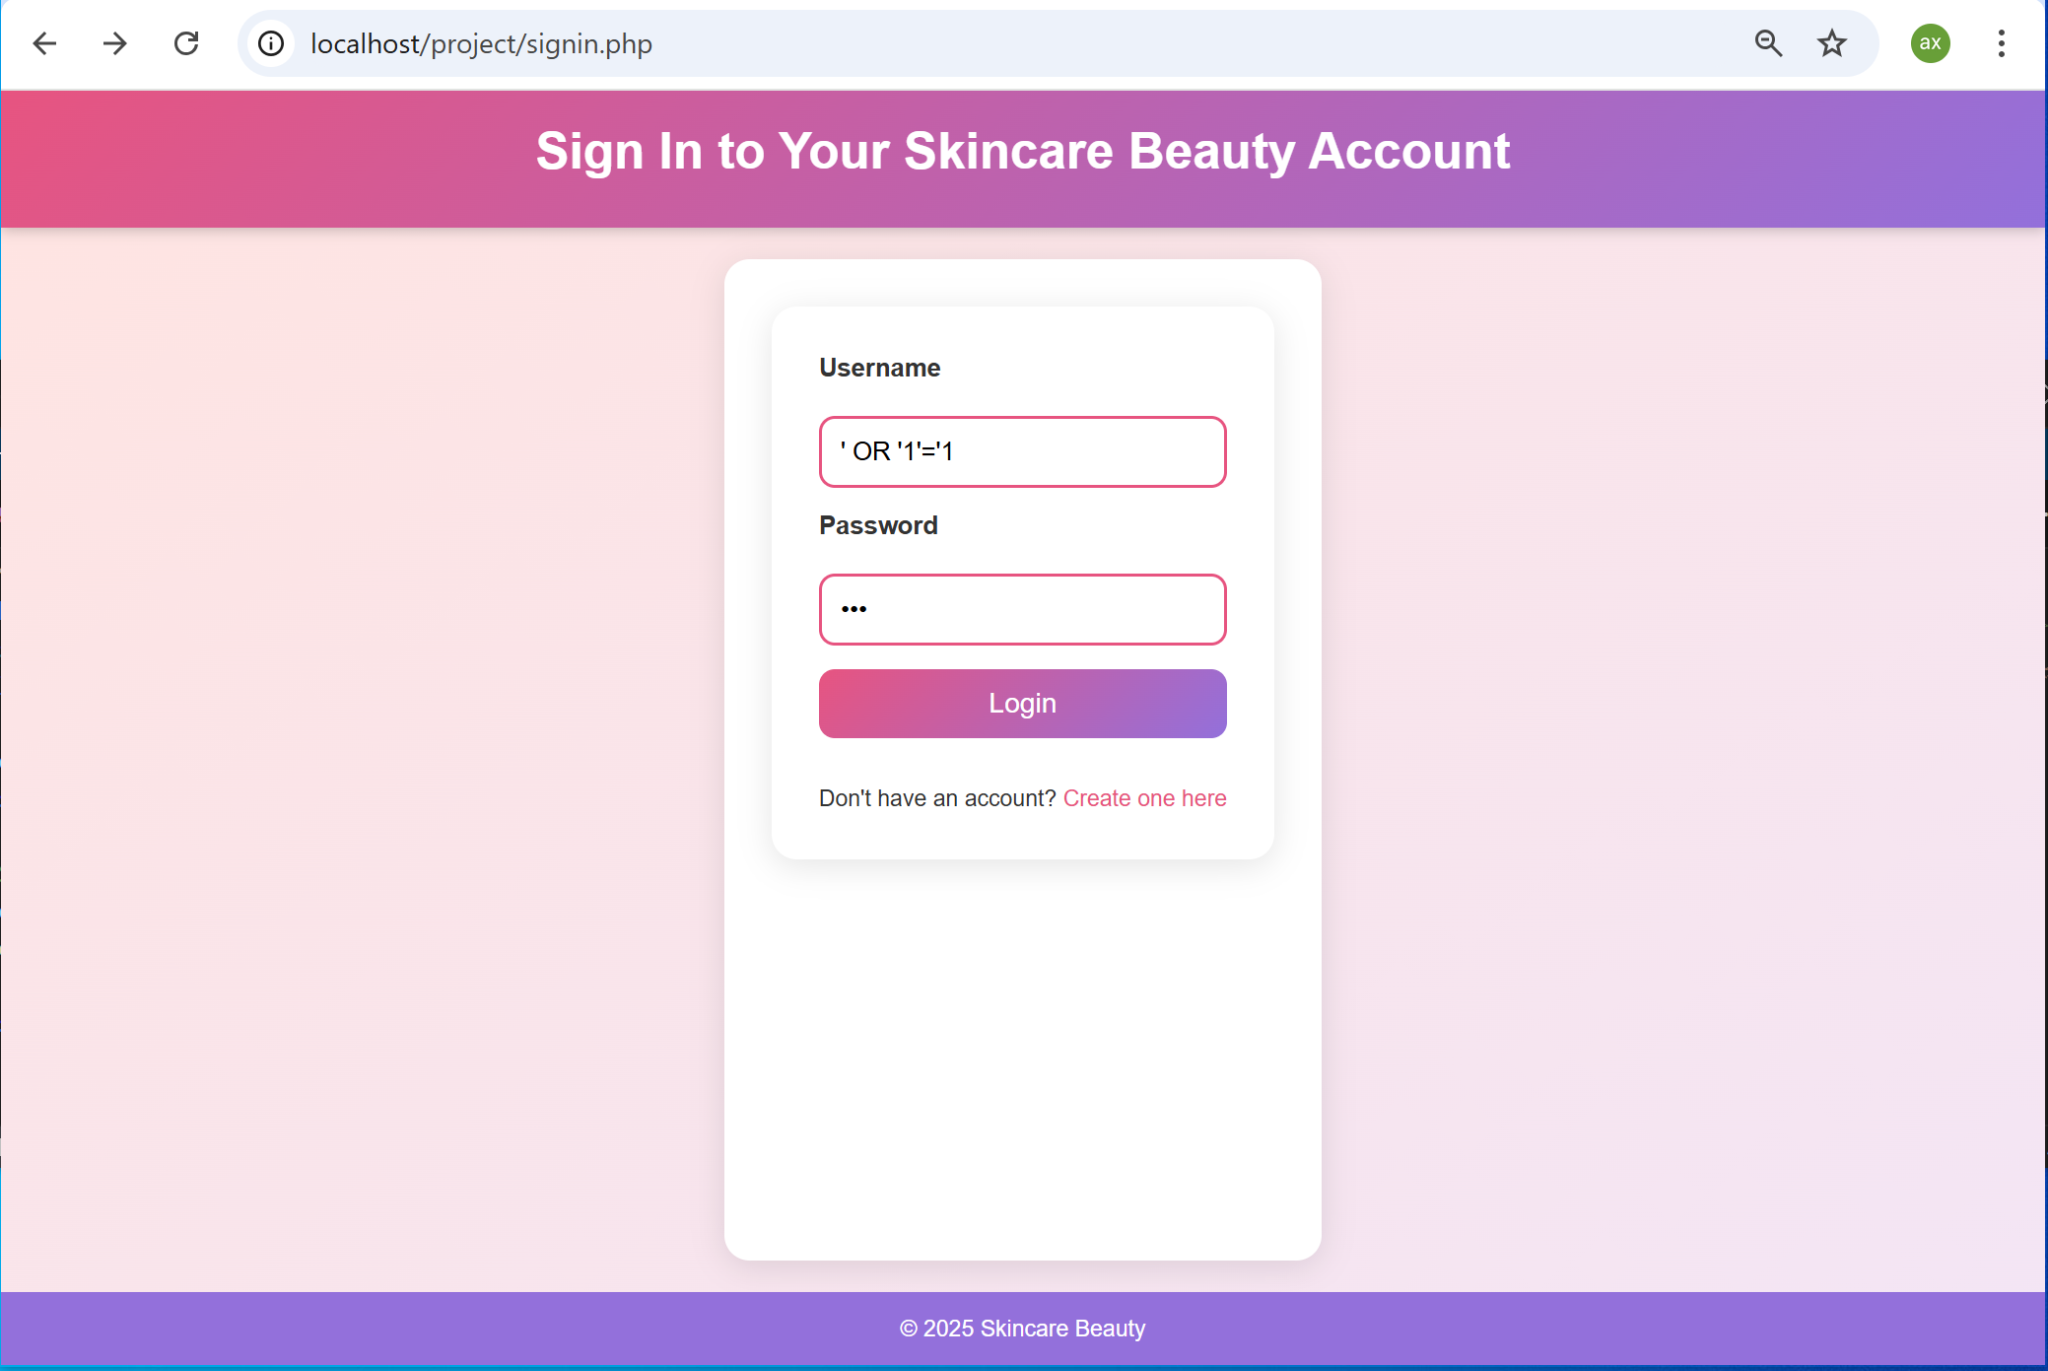 localhost/project/signin.php
ax
Sign In to Your Skincare Beauty Account
Username
' OR '1'='1
Password
•••
Login
Don't have an account? Create one here
© 2025 Skincare Beauty